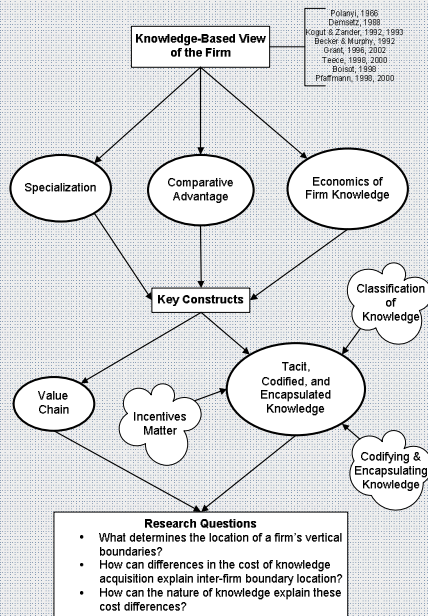 Knowledge-Based View
of the Firm
Polanyi, 1966
Demsetz, 1988
Kogut & Zander, 1992, 1993
Becker & Murphy, 1992
Grant, 1996, 2002
Teece, 1998, 2000
Boisot, 1998
Pfaffmann, 1998, 2000
Specialization
Comparative
Advantage
Economics of
Firm Knowledge
Key Constructs
Classification
of
Knowledge
Value
Chain
Incentives
Matter
Tacit,
Codified, and
Encapsulated
Knowledge
Codifying &
Encapsulating
Knowledge
Research Questions
• What determines the location of a firm's vertical
boundaries?
• How can differences in the cost of knowledge
acquisition explain inter-firm boundary location?
• How can the nature of knowledge explain these
cost differences?